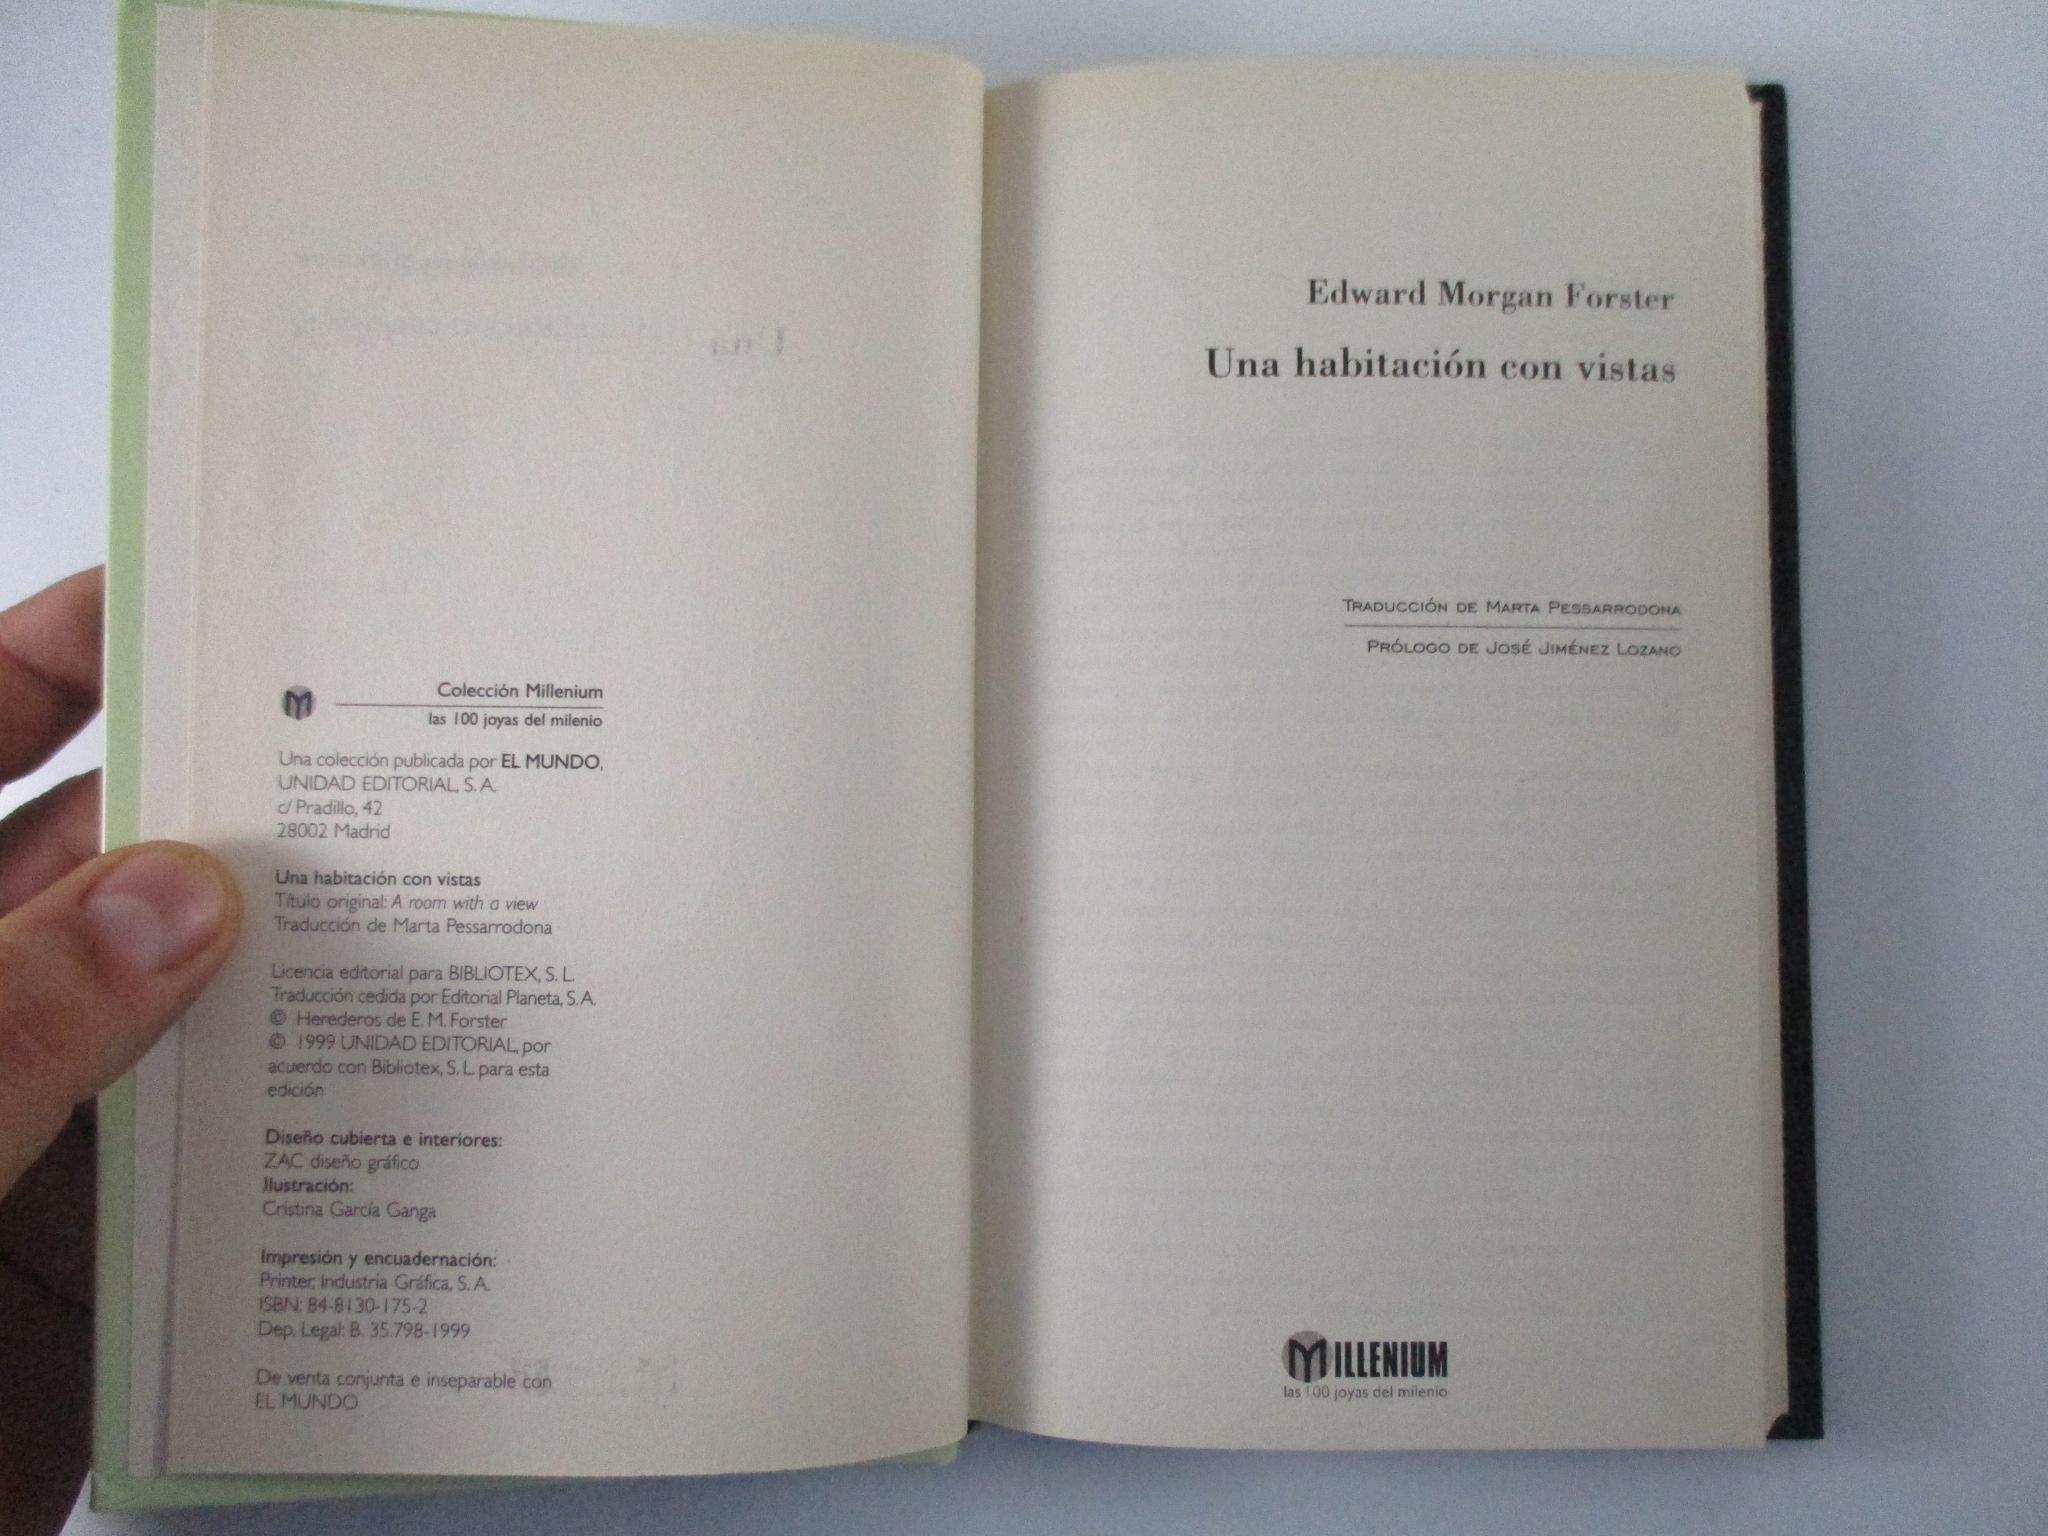 Colección Millenium
las 100 joyas del milenio
Una colección publicada por EL MUNDO,
UNIDAD EDITORIAL, S. A.
c/ Pradillo, 42
28002 Madrid
Una habitación con vistas
Título original: A room with a view
Traducción de Marta Pessarrodona
Licencia editorial para BIBLIOTEX, S. L.
Traducción cedida por Editorial Planeta, S. A.
© Herederos de E. M. Forster
© 1999 UNIDAD EDITORIAL, por
acuerdo con Bibliotex, S. L. para esta
edición
Diseño cubierta e interiores:
ZAC diseño gráfico
Ilustración:
Cristina García Ganga
Impresión y encuadernación:
Printer, Industria Gráfica, S. A.
ISBN: 84-8130-175-2
Dep. Legal: B. 35.798-1999
De venta conjunta e inseparable con
EL MUNDO
Edward Morgan Forster
Una habitación con vistas
TRADUCCIÓN DE MARTA PESSARRODONA
PRÓLOGO DE JOSÉ JIMÉNEZ LOZANO
MILLENIUM
las 100 joyas del milenio